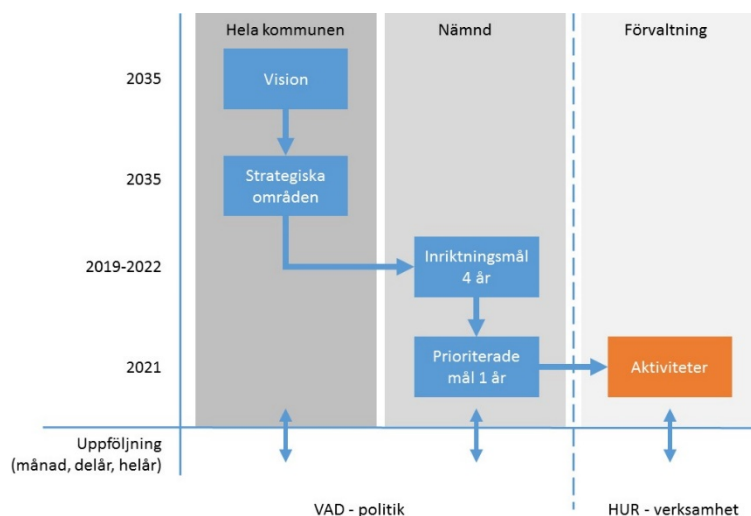 Hela kommunen
Nämnd
Förvaltning
2035
Vision
2035
Strategiska
områden
2019-2022
Inriktningsmål
4 år
2021
Prioriterade
mål 1 år
Aktiviteter
Uppföljning
(månad, delår, helår)
VAD - politik
HUR - verksamhet